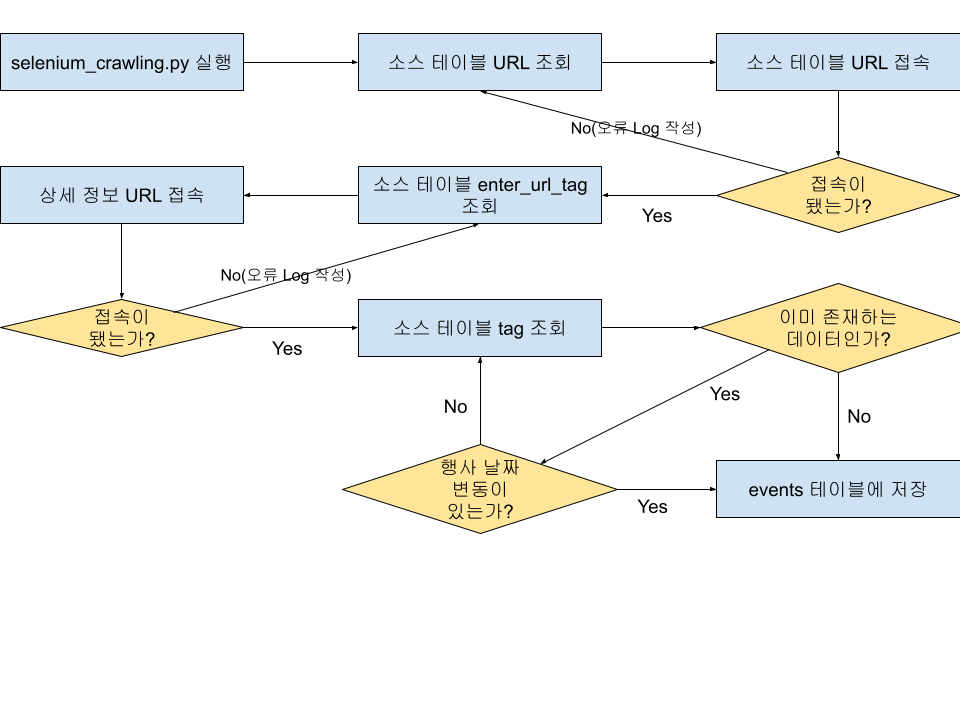 selenium_crawling.py 실행
소스 테이블 URL 조회
소스 테이블 URL 접속
No(오류 Log 작성)
접속이
됐는가?
Yes
소스 테이블 enter_url_tag
조회
상세 정보 URL 접속
No(오류 Log 작성)
접속이
됐는가?
Yes
소스 테이블 tag 조회
이미 존재하는
데이터인가?
Yes
No
No
행사 날짜
변동이
있는가?
Yes
events 테이블에 저장